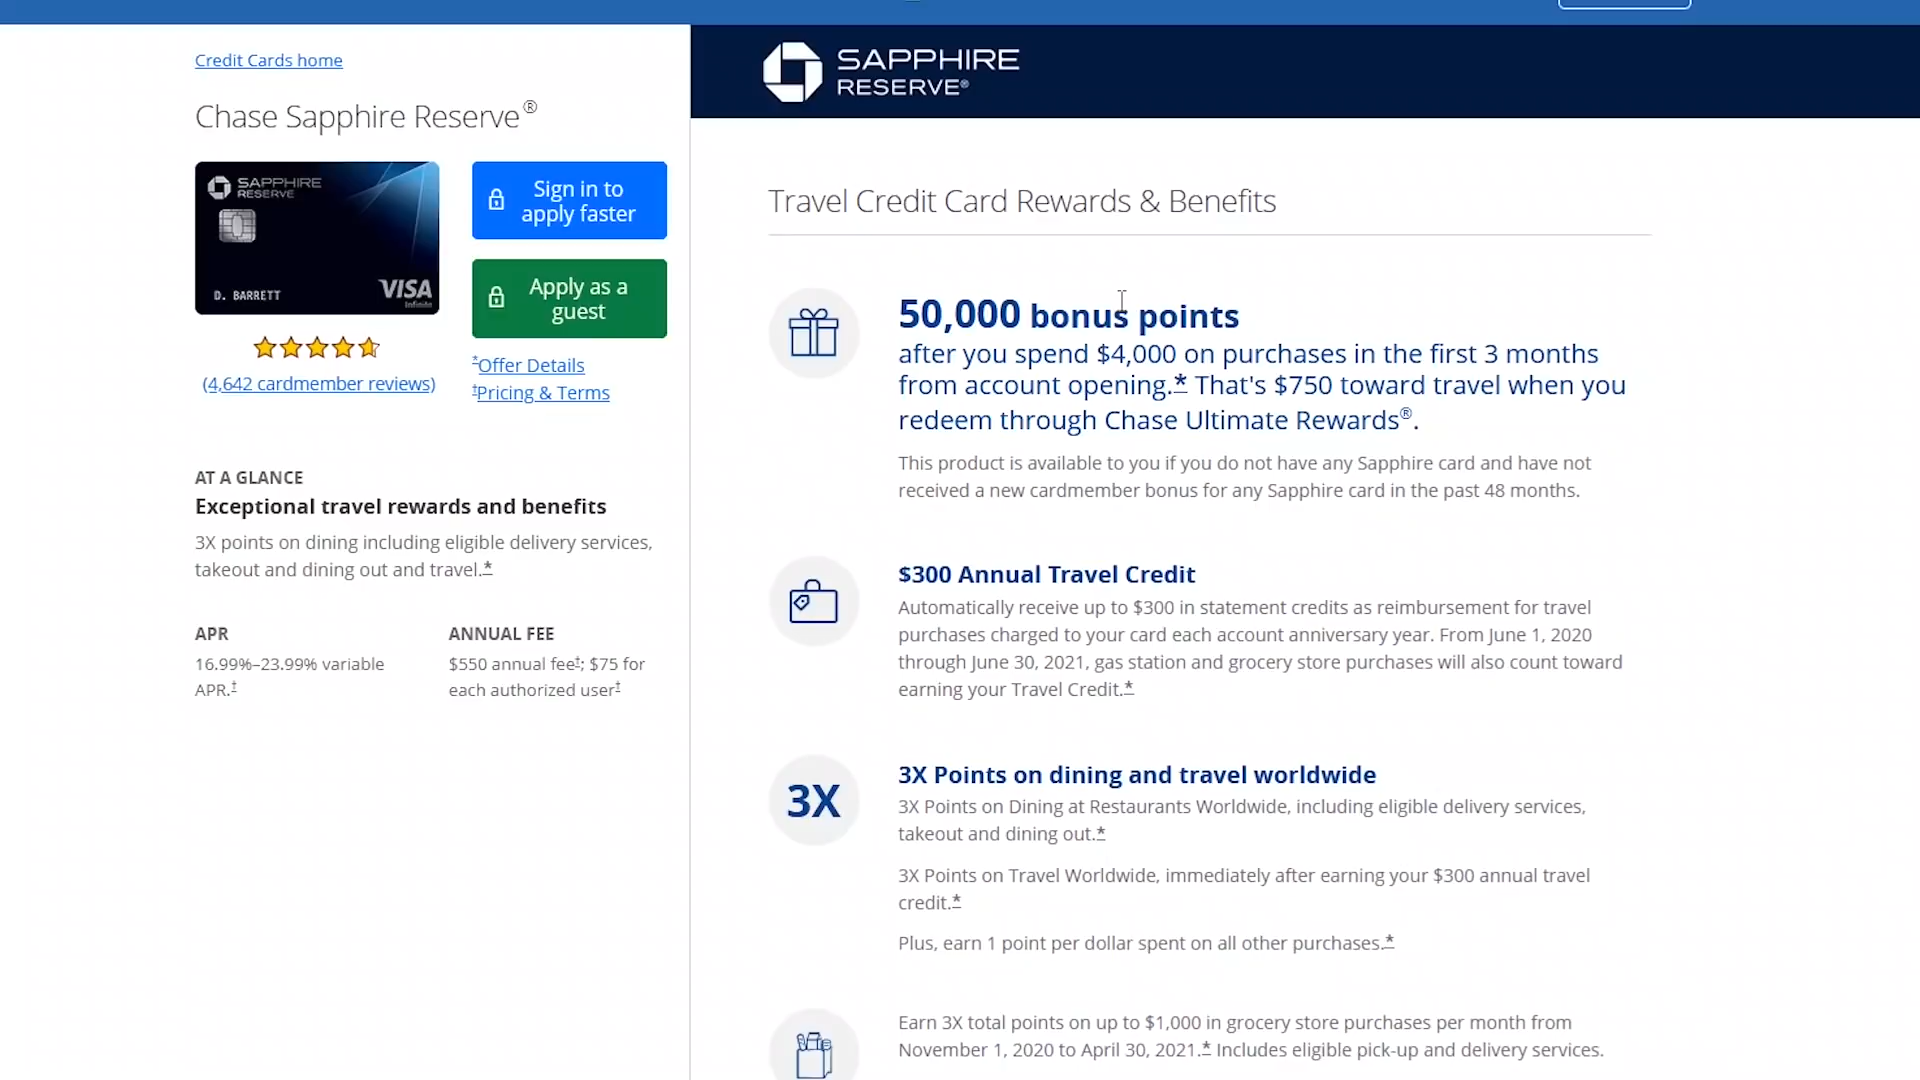 Credit Cards home
Chase Sapphire Reserve®
SAPPHIRE
RESERVE
D. BARRETT
VISA
Infinite
Sign in to
apply faster
Apply as a
guest
(4,642 cardmember reviews)
*Offer Details
‡Pricing & Terms
AT A GLANCE
Exceptional travel rewards and benefits
3X points on dining including eligible delivery services,
takeout and dining out and travel.*
APR
16.99%–23.99% variable
APR.‡
ANNUAL FEE
$550 annual fee‡; $75 for
each authorized user‡
SAPPHIRE
RESERVE®
Travel Credit Card Rewards & Benefits
50,000 bonus points
after you spend $4,000 on purchases in the first 3 months
from account opening.* That's $750 toward travel when you
redeem through Chase Ultimate Rewards®.
This product is available to you if you do not have any Sapphire card and have not
received a new cardmember bonus for any Sapphire card in the past 48 months.
$300 Annual Travel Credit
Automatically receive up to $300 in statement credits as reimbursement for travel
purchases charged to your card each account anniversary year. From June 1, 2020
through June 30, 2021, gas station and grocery store purchases will also count toward
earning your Travel Credit.*
3X
3X Points on dining and travel worldwide
3X Points on Dining at Restaurants Worldwide, including eligible delivery services,
takeout and dining out.*
3X Points on Travel Worldwide, immediately after earning your $300 annual travel
credit.*
Plus, earn 1 point per dollar spent on all other purchases.*
Earn 3X total points on up to $1,000 in grocery store purchases per month from
November 1, 2020 to April 30, 2021.* Includes eligible pick-up and delivery services.